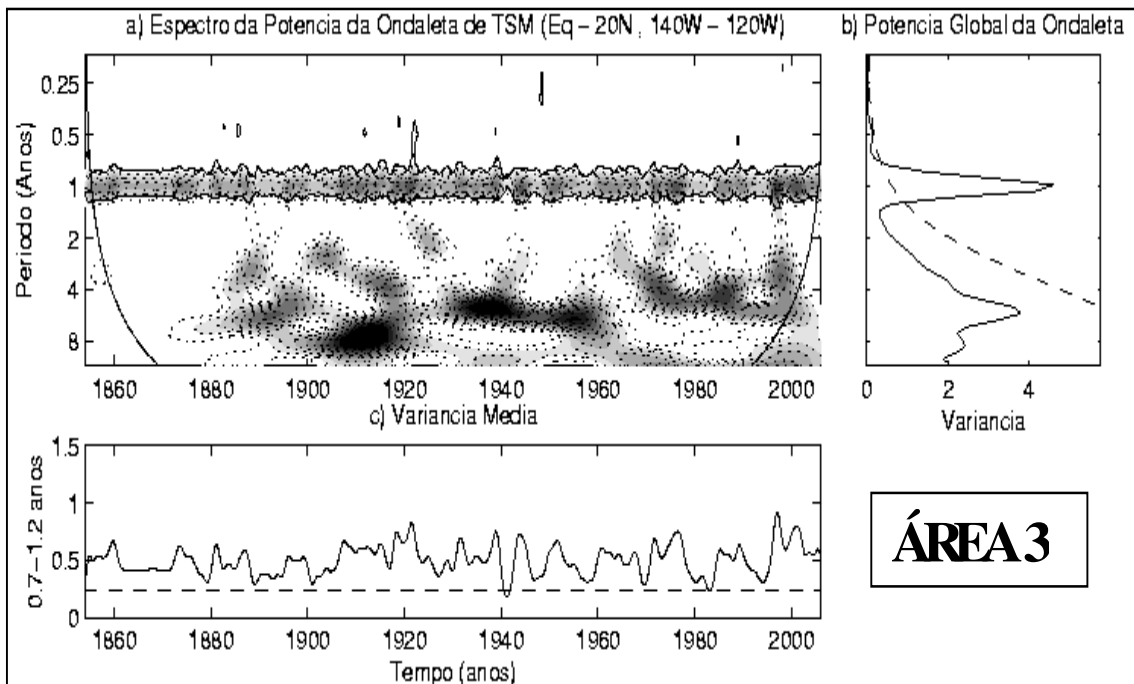 a) Espectro da Potencia da Ondaleta de TSM (Eq – 20N , 140W – 120W)
b) Potencia Global da Ondaleta
Periodo (Anos)
0.25
0.5
1
2
4
8
1860 1880 1900 1920 1940 1960 1980 2000
0 2 4
Variancia
c) Variancia Media
0.7–1.2 anos
1.5
1
0.5
0
1860 1880 1900 1920 1940 1960 1980 2000
Tempo (anos)
ÁREA 3